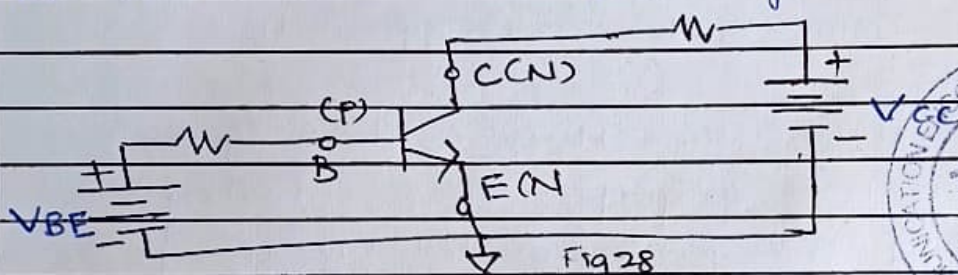 C(N)
+
(P)
VCC
-
B
+
E(N
VBE
-
Fig 28